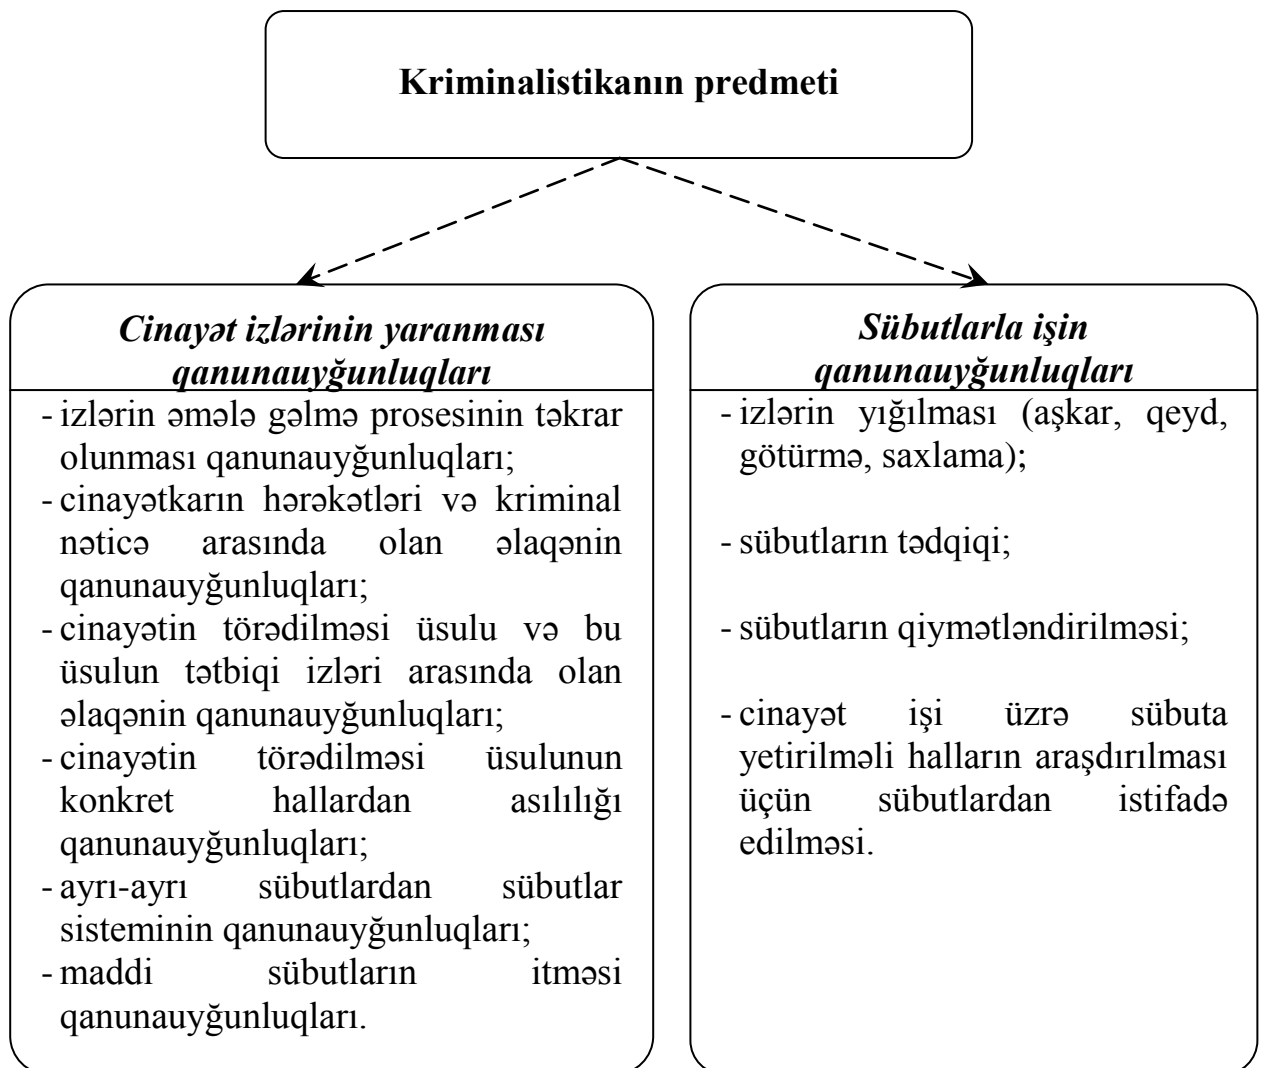 Kriminalistikanın predmeti
Cinayət izlərinin yaranması
qanunauyğunluqları
- izlərin əmələ gəlmə prosesinin təkrar
olunması qanunauyğunluqları;
- cinayətkarın hərəkətləri və kriminal
nəticə arasında olan əlaqənin
qanunauyğunluqları;
- cinayətin törədilməsi üsulu və bu
üsulun tətbiqi izləri arasında olan
əlaqənin qanunauyğunluqları;
- cinayətin törədilməsi üsulunun
konkret hallardan asılılığı
qanunauyğunluqları;
- ayrı-ayrı sübutlardan sübutlar
sisteminin qanunauyğunluqları;
- maddi sübutların itməsi
qanunauyğunluqları.
Sübutlarla işin
qanunauyğunluqları
- izlərin yığılması (aşkar, qeyd,
götürmə, saxlama);
- sübutların tədqiqi;
- sübutların qiymətləndirilməsi;
- cinayət işi üzrə sübuta
yetirilməli halların araşdırılması
üçün sübutlardan istifadə
edilməsi.